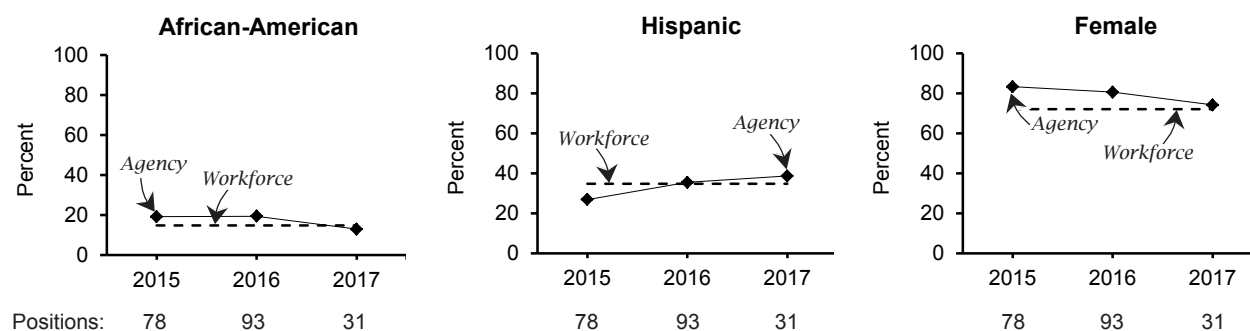 African-American
Percent
100
80
60
40
20
0
Agency
Workforce
2015 2016 2017
Positions: 78 93 31
Hispanic
Percent
100
80
60
40
20
0
Workforce
Agency
2015 2016 2017
78 93 31
Female
Percent
100
80
60
40
20
0
Agency
Workforce
2015 2016 2017
78 93 31